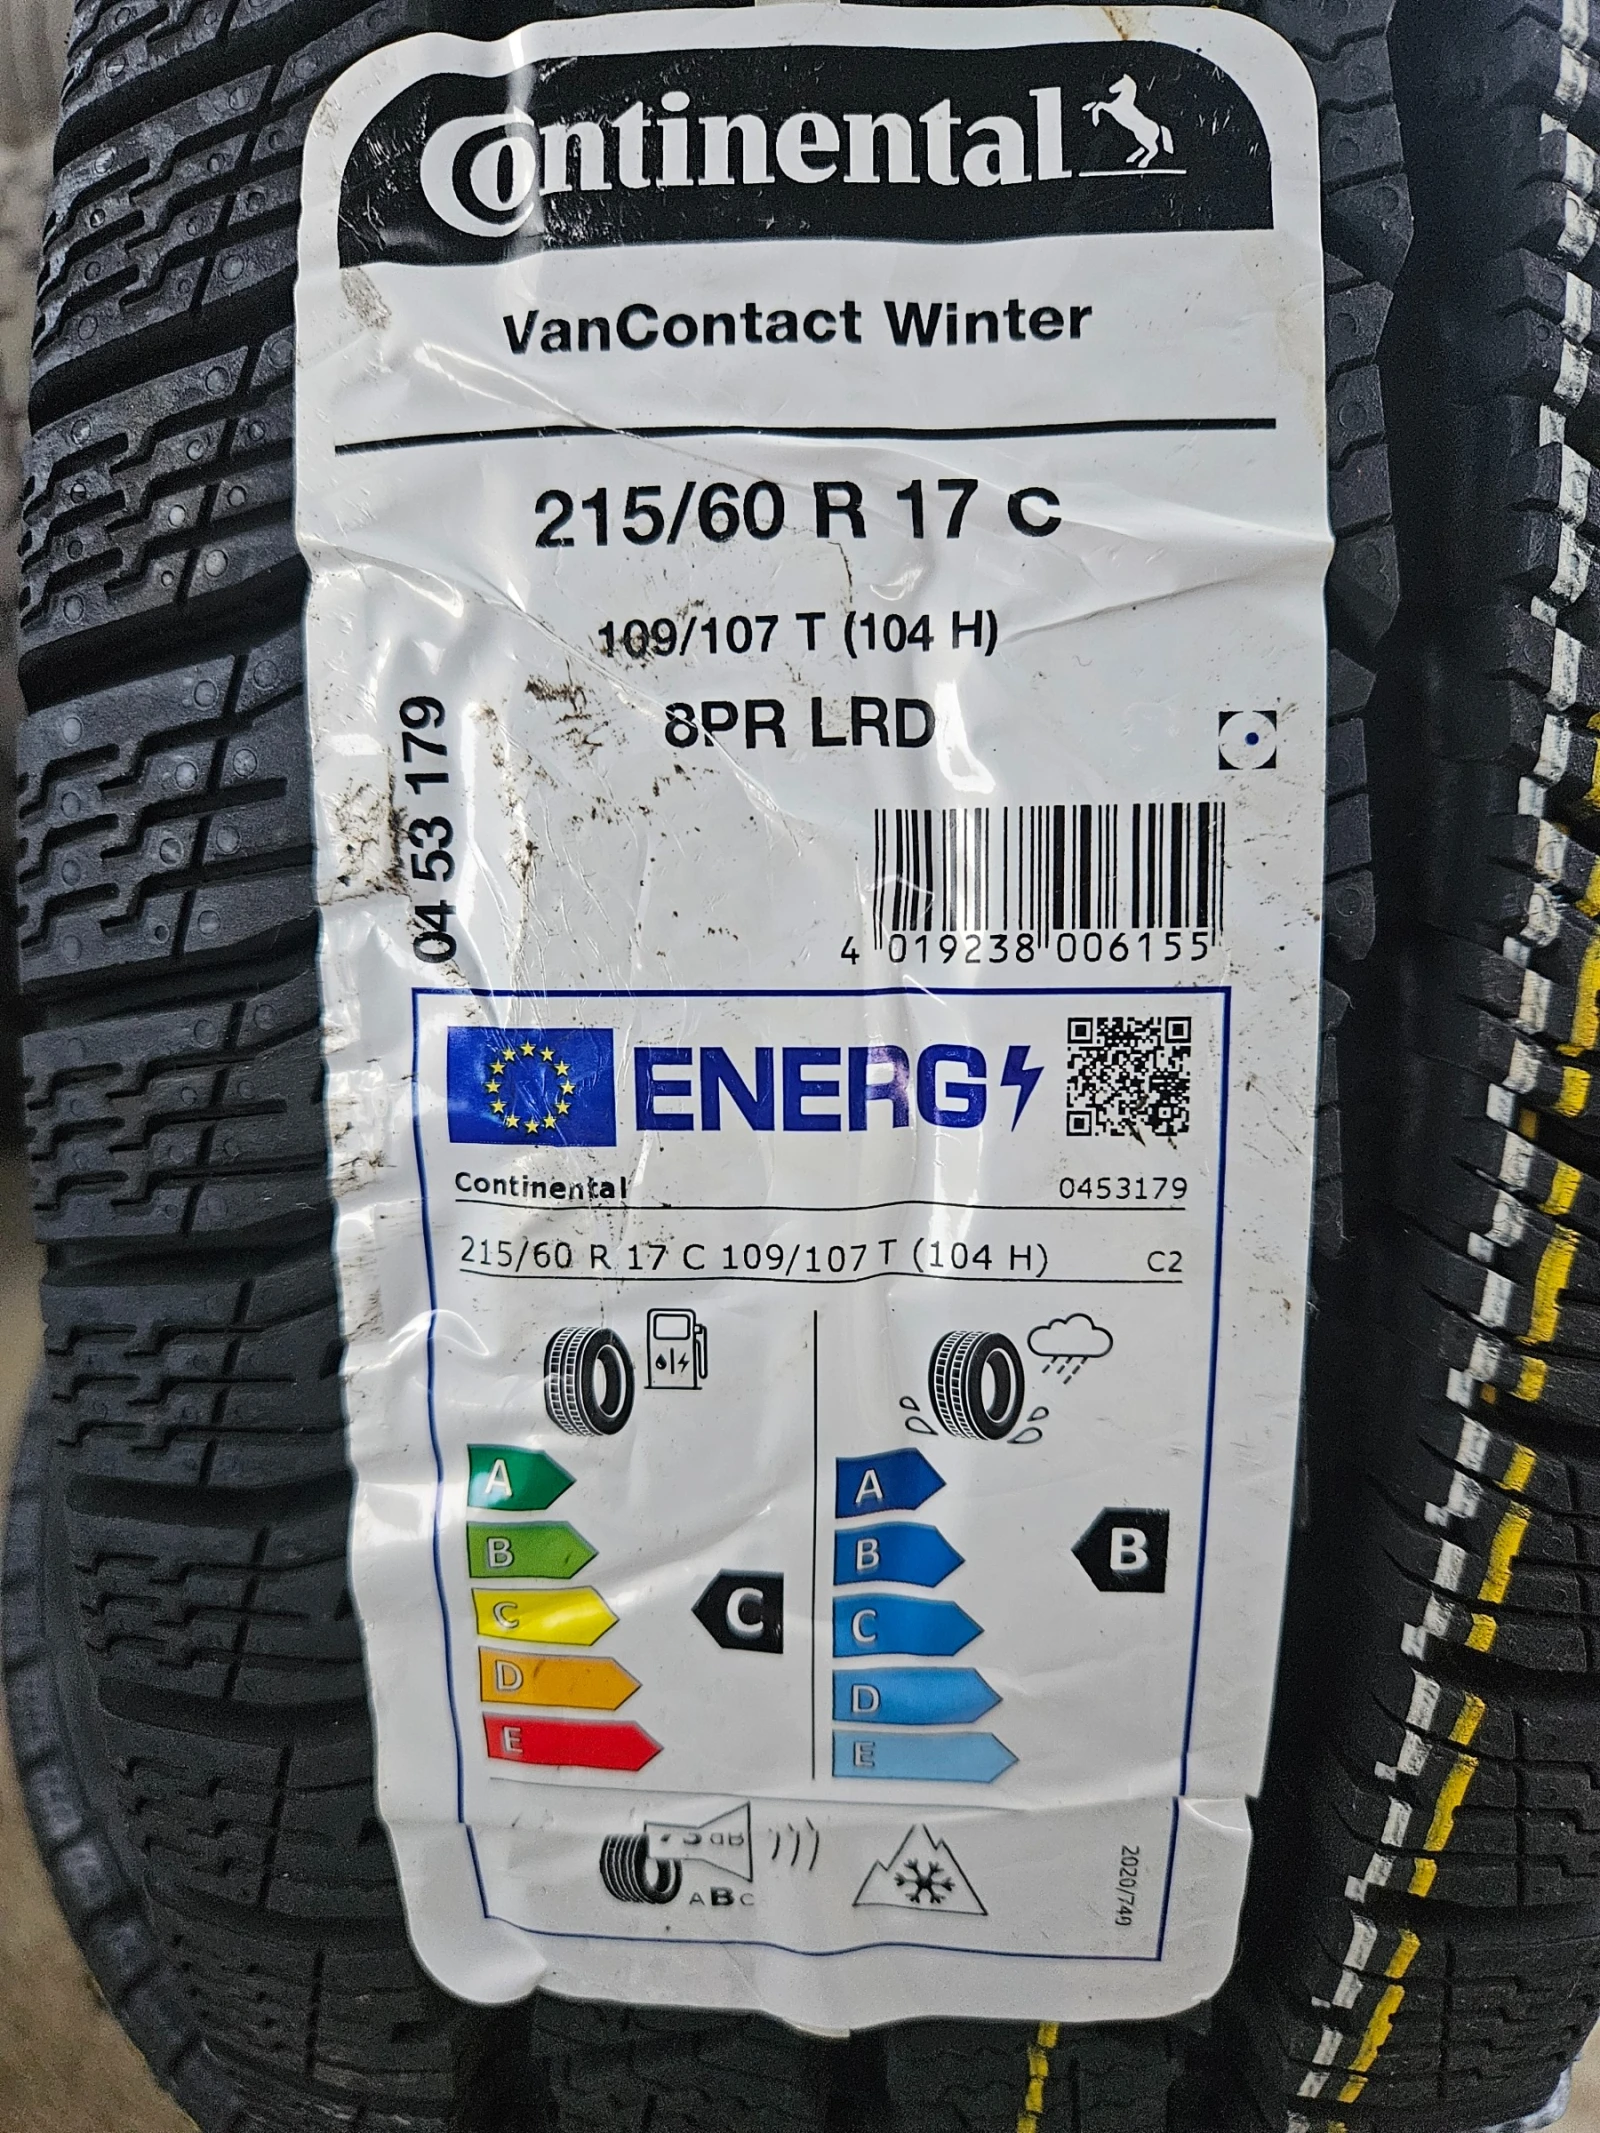 Continental
VanContact Winter
215/60 R 17 C
109/107 T (104 H)
8PR LRD
04 53 179
4 019238 006155
ENERG
Continental 0453179
215/60 R 17 C 109/107 T (104 H) C2
A A
B B B
C C C
D D
E E
dB
A B C
2020/740